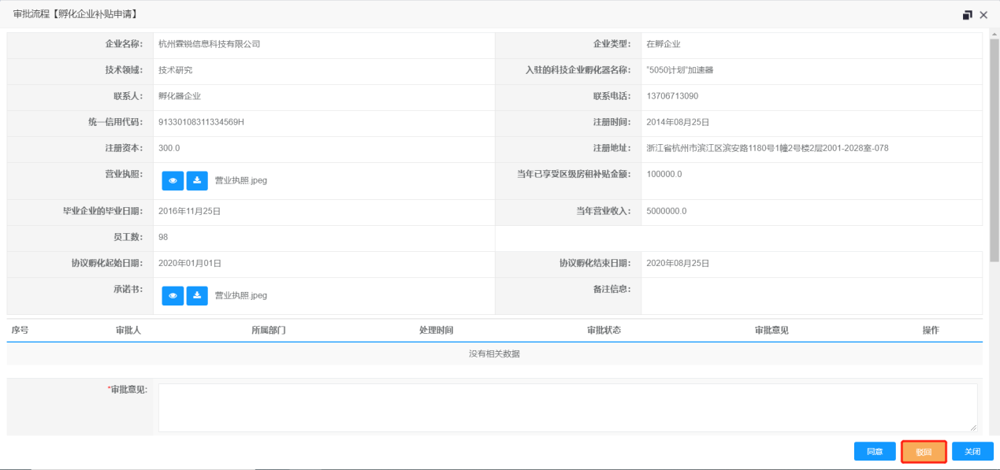 审批流程【孵化企业补贴申请】
企业名称： 杭州霖锐信息科技有限公司 企业类型： 在孵企业
技术领域： 技术研究 入驻的科技企业孵化器名称： "5050计划"加速器
联系人： 孵化器企业 联系电话： 13706713090
统一信用代码： 91330108311334569H 注册时间： 2014年08月25日
注册资本： 300.0 注册地址： 浙江省杭州市滨江区滨安路1180号1幢2号楼2层2001-2028室-078
营业执照： 营业执照.jpeg 当年已享受区级房租补贴金额： 100000.0
毕业企业的毕业日期： 2016年11月25日 当年营业收入： 5000000.0
员工数： 98
协议孵化起始日期： 2020年01月01日 协议孵化结束日期： 2020年08月25日
承诺书： 营业执照.jpeg 备注信息：
序号 审批人 所属部门 处理时间 审批状态 审批意见 操作
没有相关数据
*审批意见:
同意 驳回 关闭